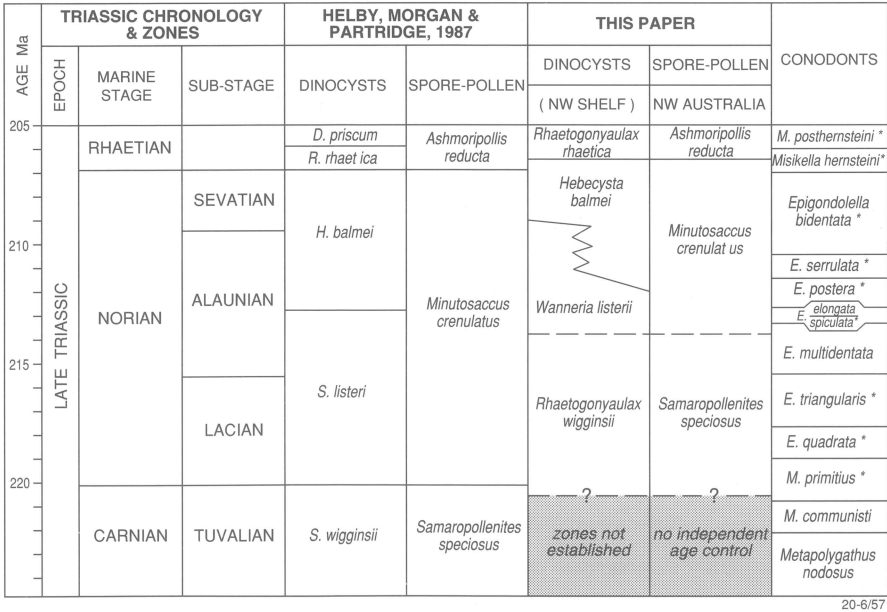 AGE Ma
EPOCH
TRIASSIC CHRONOLOGY
& ZONES
MARINE
STAGE
SUB-STAGE
HELBY, MORGAN &
PARTRIDGE, 1987
DINOCYSTS
SPORE-POLLEN
THIS PAPER
DINOCYSTS
SPORE-POLLEN
( NW SHELF )
NW AUSTRALIA
CONODONTS
205
210
215
220
LATE TRIASSIC
RHAETIAN
NORIAN
CARNIAN
SEVATIAN
ALAUNIAN
LACIAN
TUVALIAN
D. priscum
R. rhaet ica
H. balmei
S. listeri
S. wigginsii
Ashmoripollis
reducta
Minutosaccus
crenulatus
Samaropollenites
speciosus
Rhaetogonyaulax
rhaetica
Hebecysta
balmei
Wanneria listerii
Rhaetogonyaulax
wigginsii
?
zones not
established
Ashmoripollis
reducta
Minutosaccus
crenulat us
Samaropollenites
speciosus
?
no independent
age control
M. posthernsteini *
Misikella hernsteini*
Epigondolella
bidentata *
E. serrulata *
E. postera *
E. elongata
spiculata*
E. multidentata
E. triangularis *
E. quadrata *
M. primitius *
M. communisti
Metapolygathus
nodosus
20-6/57